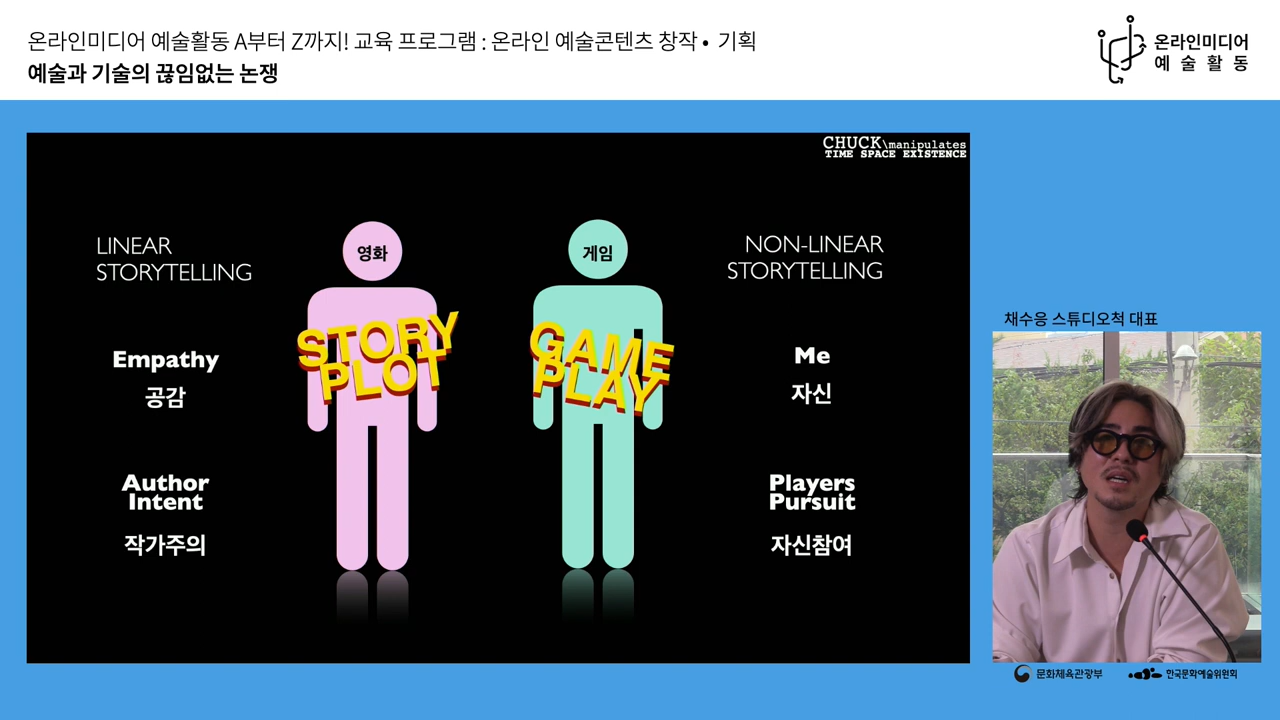 온라인미디어 예술활동 A부터 Z까지! 교육 프로그램 : 온라인 예술콘텐츠 창작 • 기획
예술과 기술의 끊임없는 논쟁
온라인미디어
예술활동
CHUCK\manipulates
TIME SPACE EXISTENCE
LINEAR
STORYTELLING
영화
게임
NON-LINEAR
STORYTELLING
STORY
PLOT
GAME
PLAY
Empathy
공감
Me
자신
Author
Intent
작가주의
Players
Pursuit
자신참여
채수응 스튜디오척 대표
문화체육관광부
한국문화예술위원회